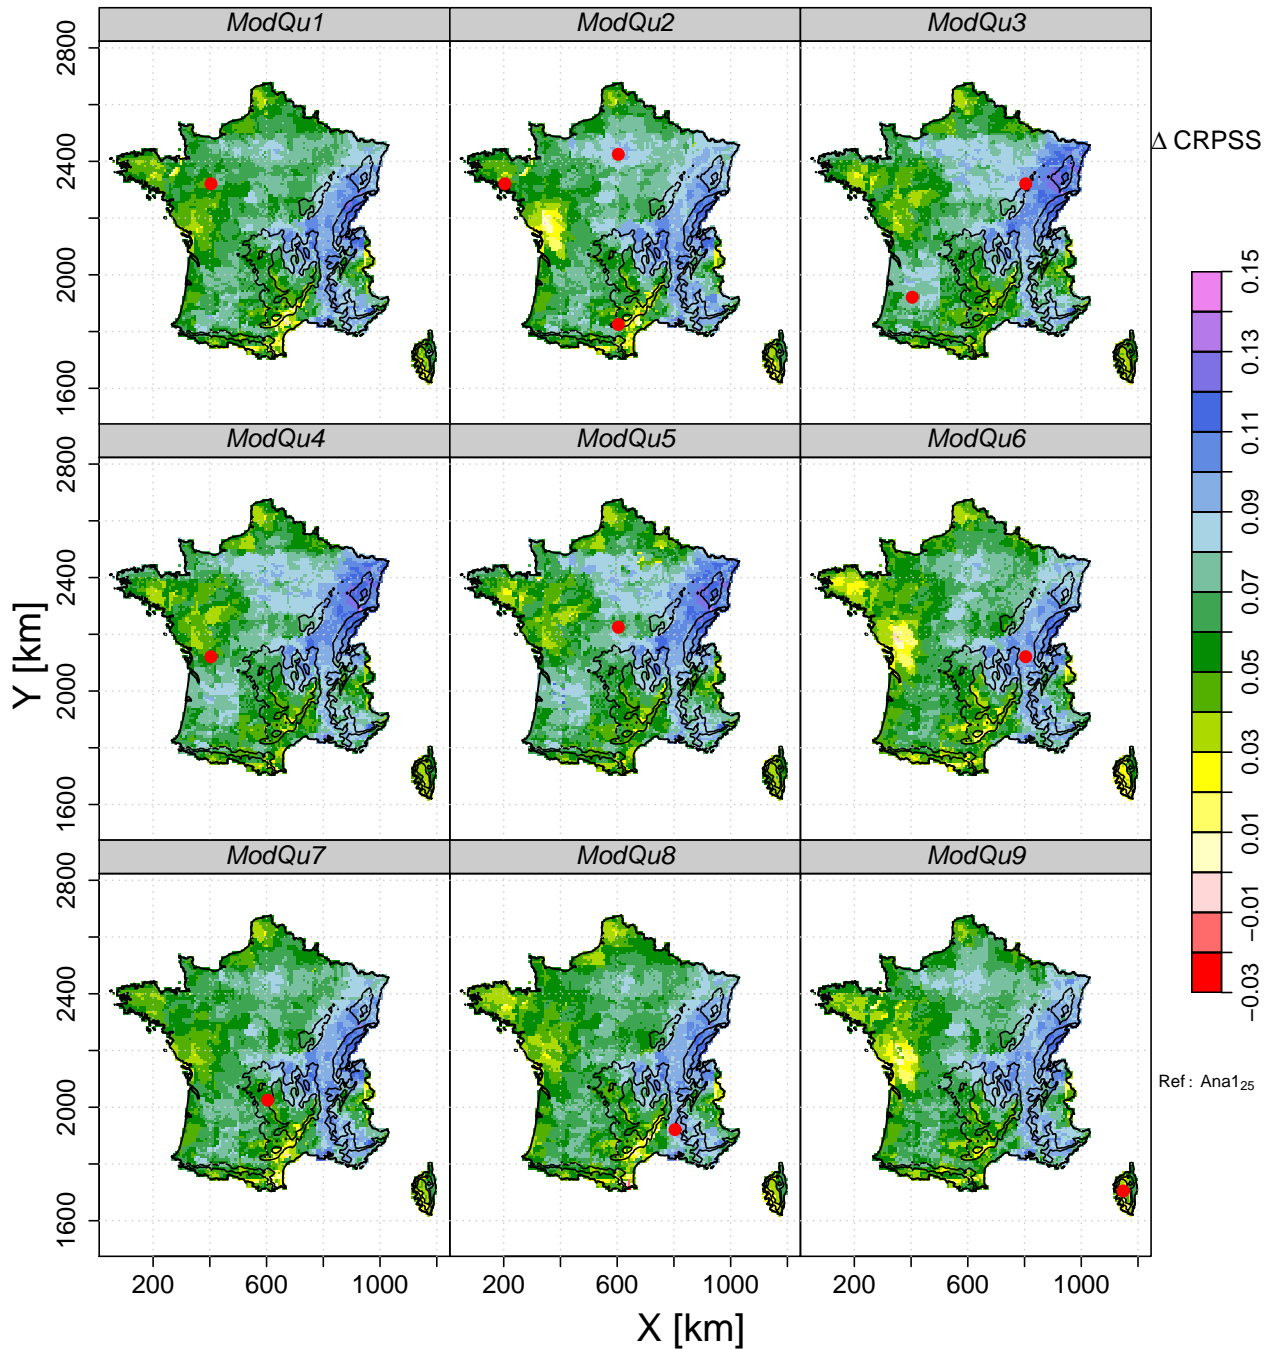 ModQu1 ModQu2 ModQu3
2800
2400
2000
1600
Δ CRPSS
0.15
0.13
0.11
0.09
0.07
0.05
0.03
0.01
−0.01
−0.03
Ref : Ana1₂₅
ModQu4 ModQu5 ModQu6
2800
2400
2000
1600
Y [km]
ModQu7 ModQu8 ModQu9
2800
2400
2000
1600
200 600 1000 200 600 1000 200 600 1000
X [km]